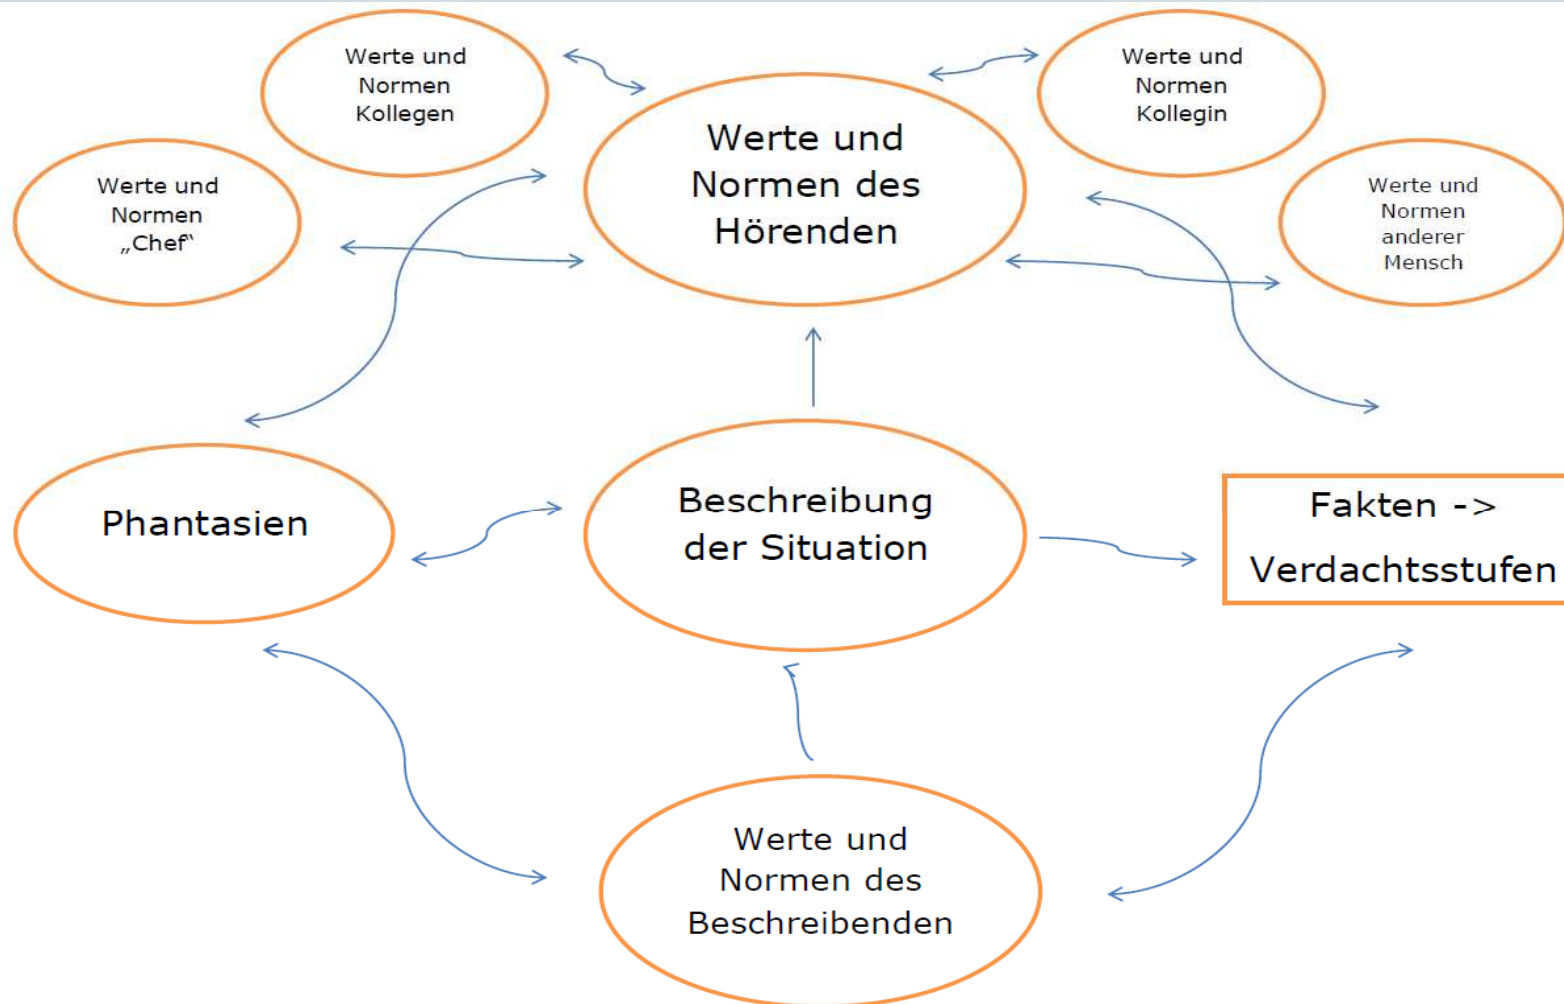 Werte und
Normen
Kollegen
Werte und
Normen
Kollegin
Werte und
Normen des
Hörenden
Werte und
Normen
„Chef“
Werte und
Normen
anderer
Mensch
Phantasien
Beschreibung
der Situation
Fakten ->
Verdachtsstufen
Werte und
Normen des
Beschreibenden